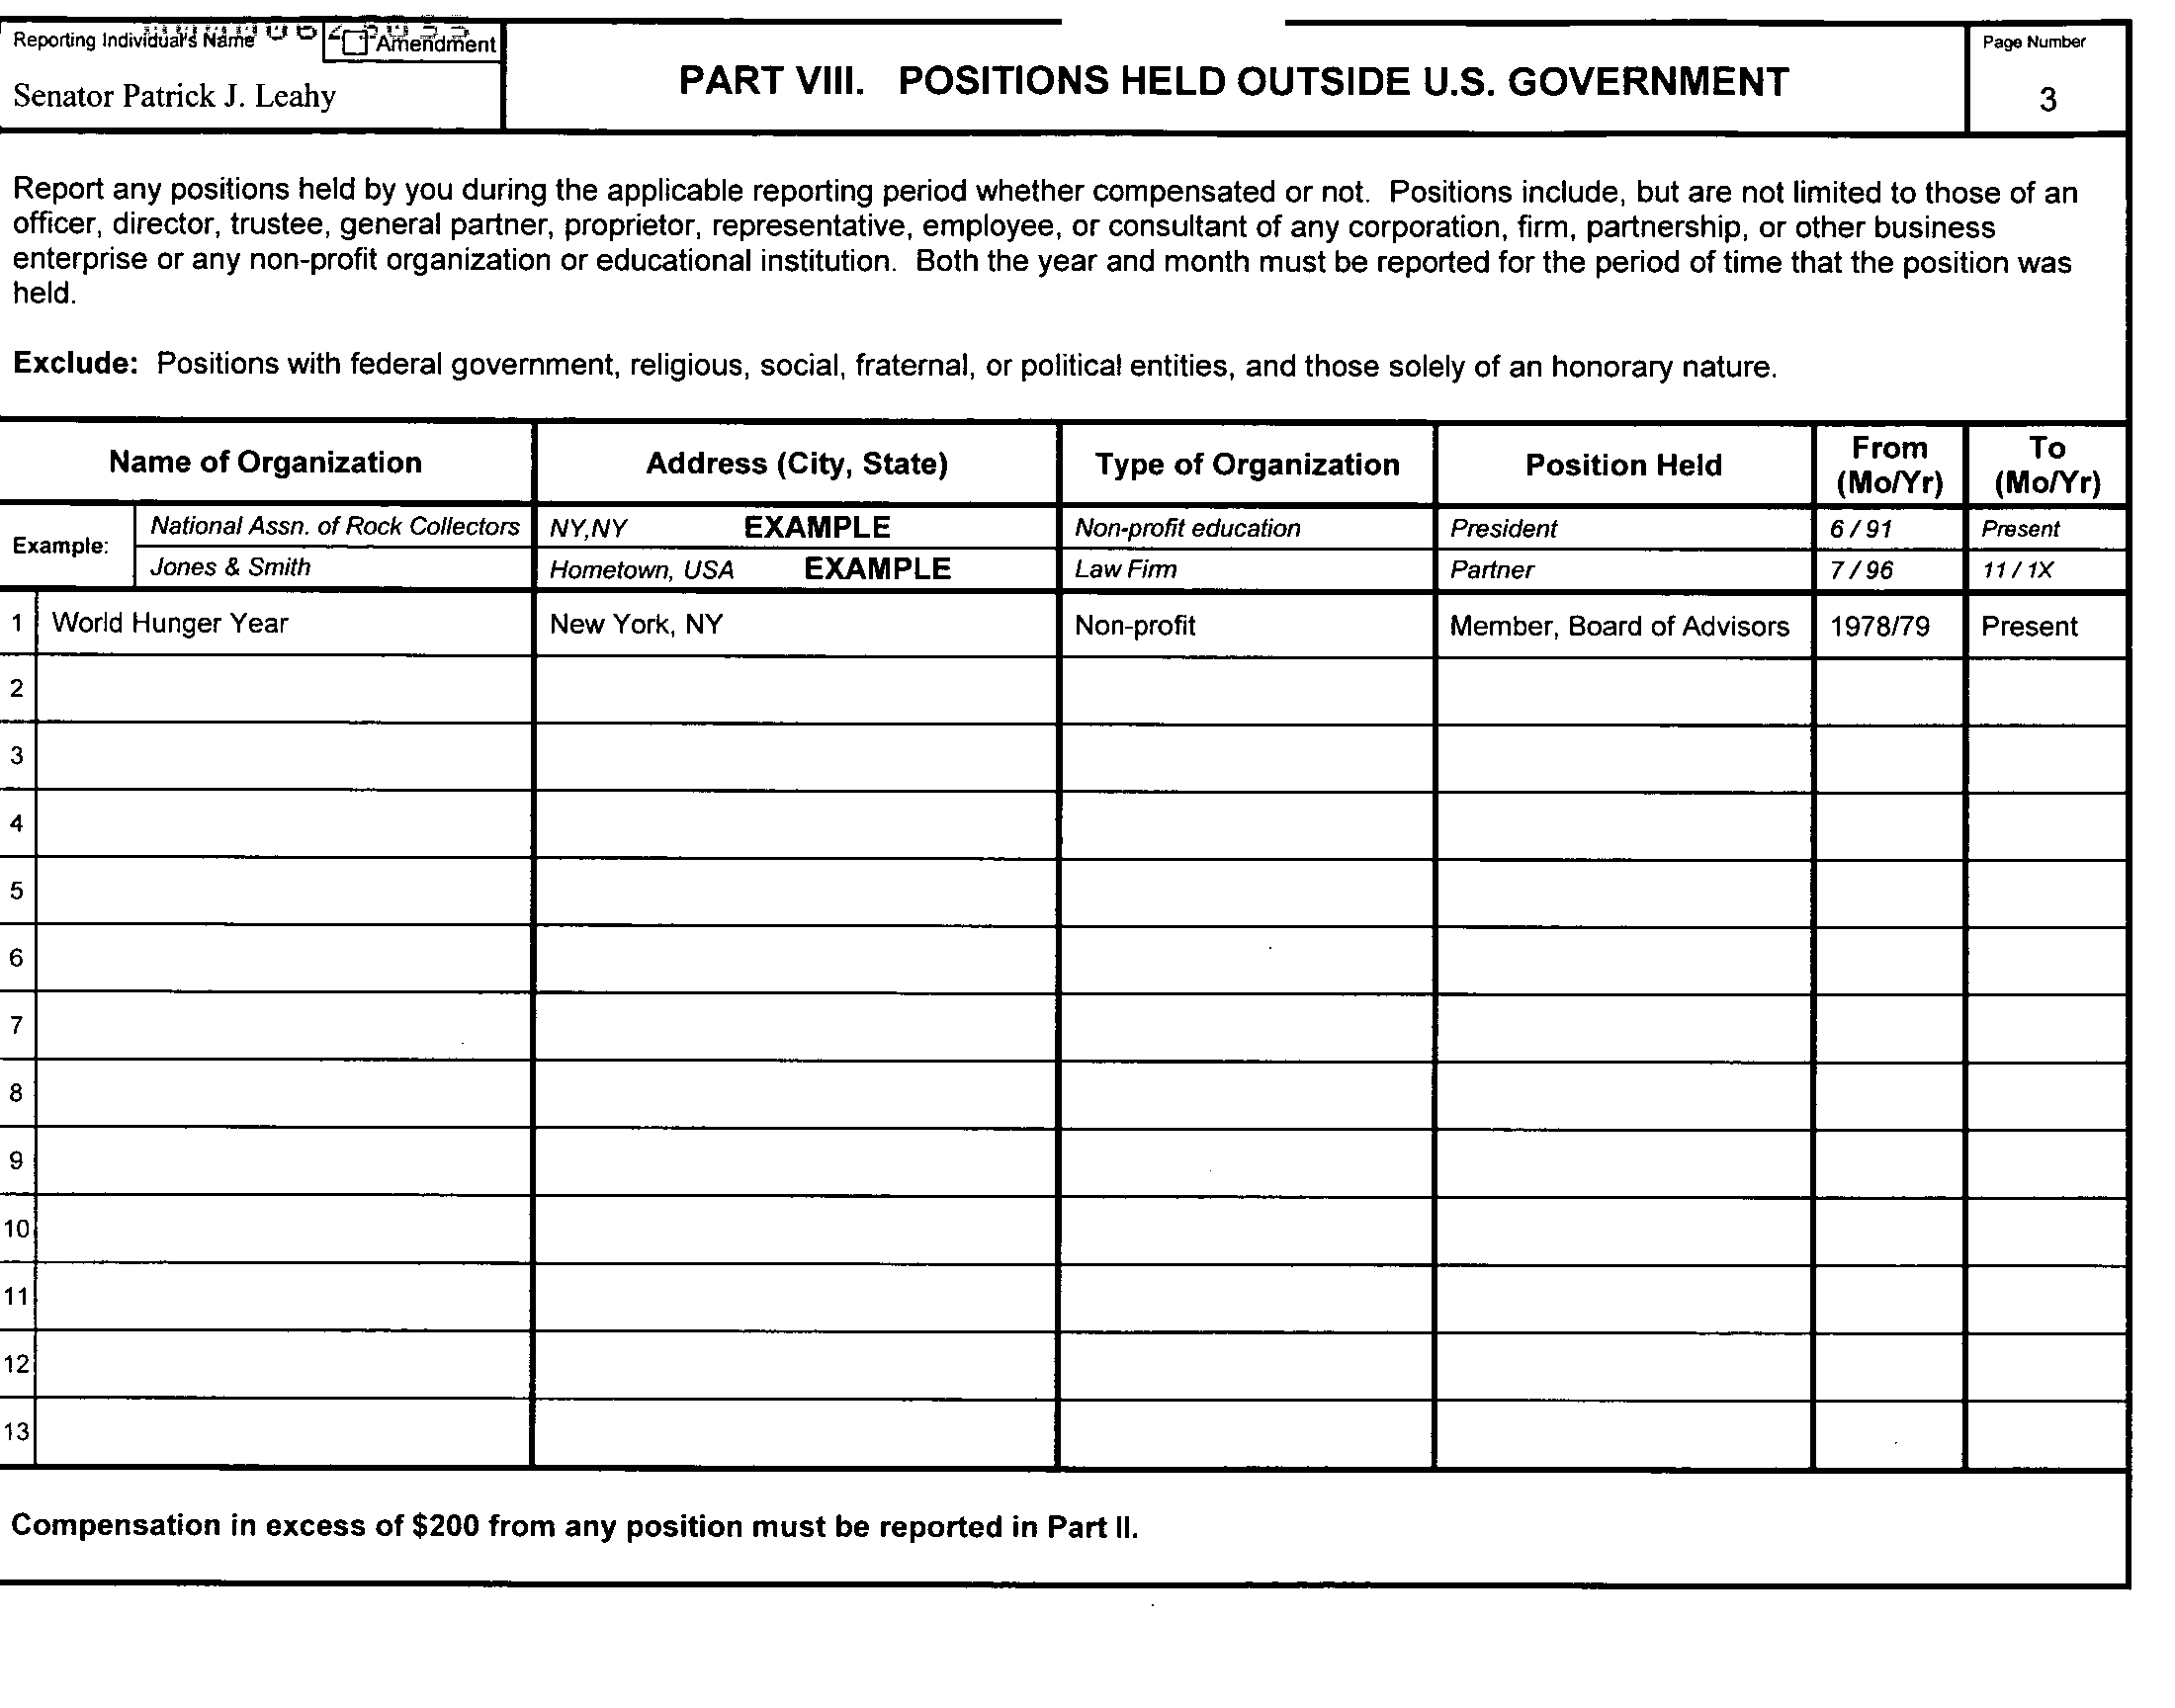 Reporting Individual's Name
Amendment
Senator Patrick J. Leahy
PART VIII. POSITIONS HELD OUTSIDE U.S. GOVERNMENT
Page Number
3
Report any positions held by you during the applicable reporting period whether compensated or not. Positions include, but are not limited to those of an
officer, director, trustee, general partner, proprietor, representative, employee, or consultant of any corporation, firm, partnership, or other business
enterprise or any non-profit organization or educational institution. Both the year and month must be reported for the period of time that the position was
held.
Exclude: Positions with federal government, religious, social, fraternal, or political entities, and those solely of an honorary nature.
Name of Organization Address (City, State) Type of Organization Position Held From (Mo/Yr) To (Mo/Yr)
Example:
National Assn. of Rock Collectors NY,NY EXAMPLE Non-profit education President 6 / 91 Present
Jones & Smith Hometown, USA EXAMPLE Law Firm Partner 7 / 96 11 / 1X
1 World Hunger Year New York, NY Non-profit Member, Board of Advisors 1978/79 Present
2
3
4
5
6
7
8
9
10
11
12
13
Compensation in excess of $200 from any position must be reported in Part II.